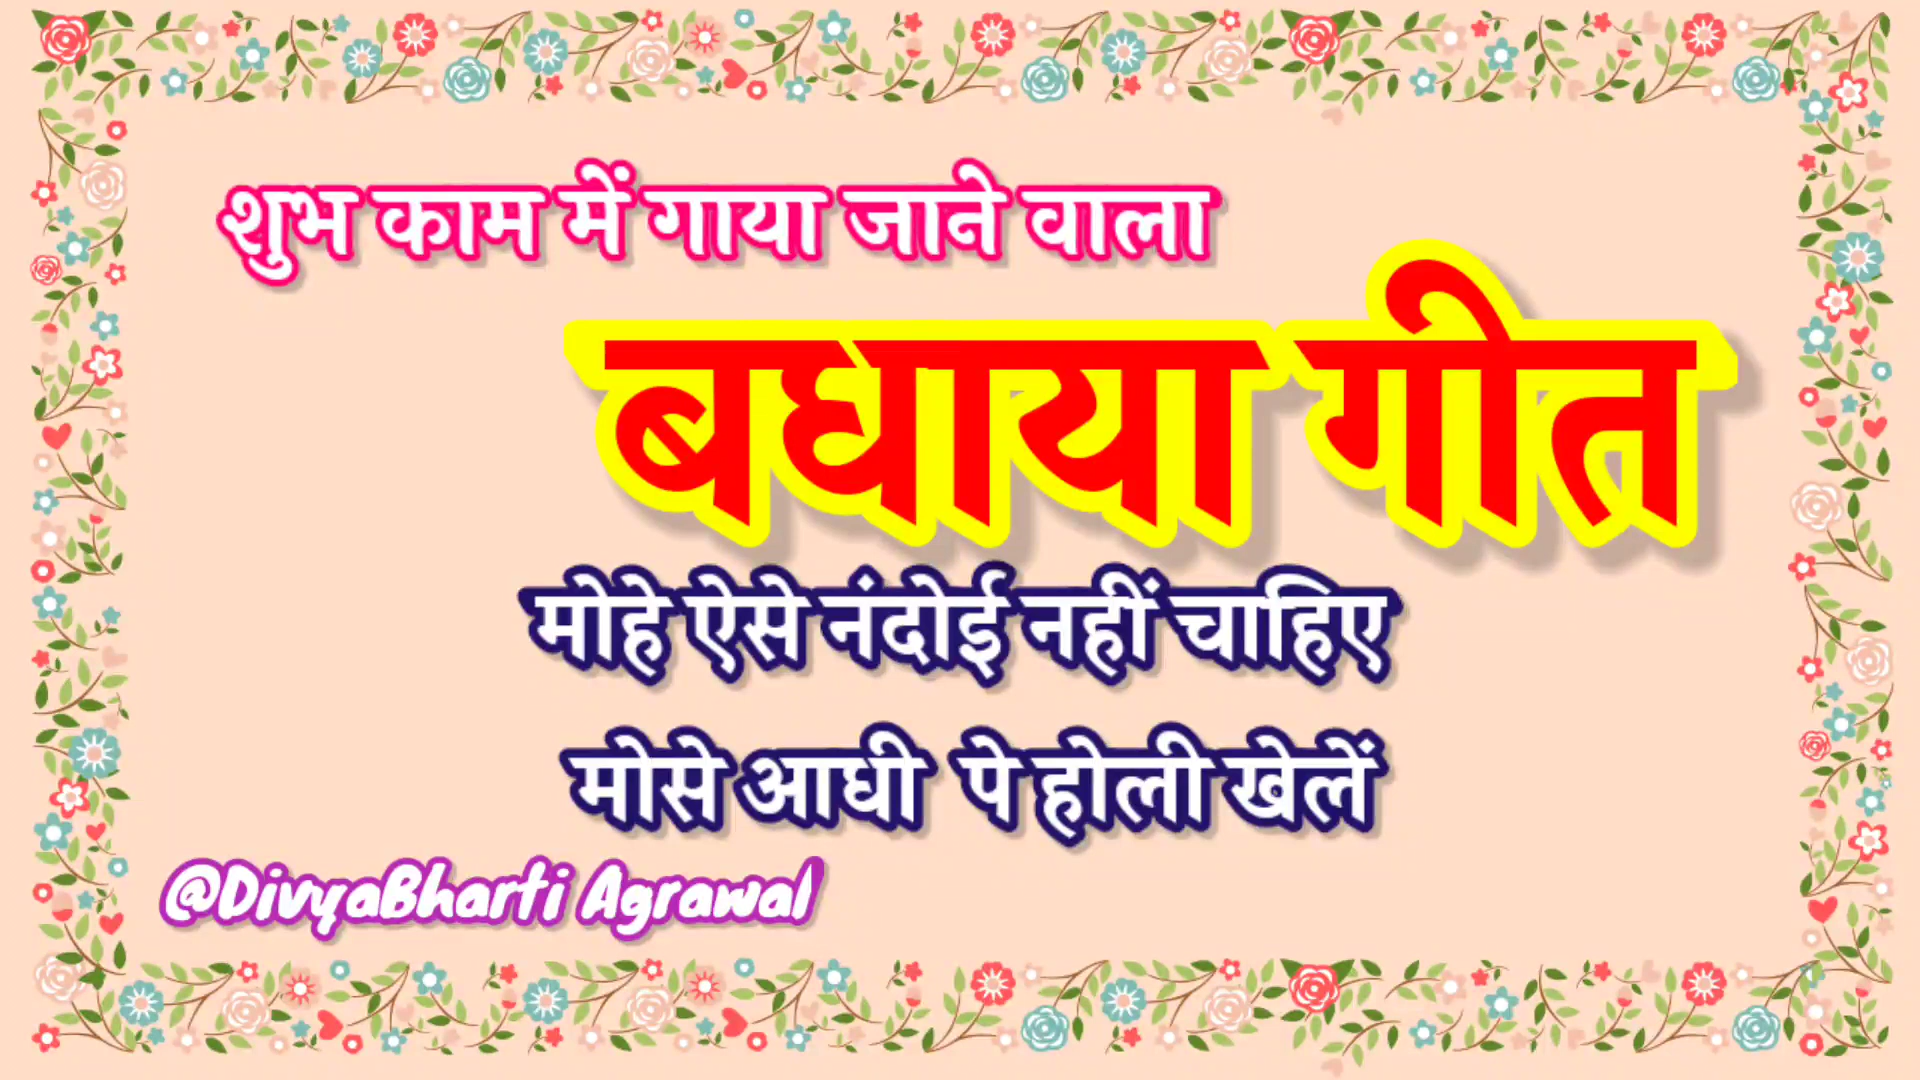 शुभ काम में गाया जाने वाला
बधाया गीत
मोहे ऐसे नंदोई नहीं चाहिए
मोसे आधी पे होली खेलें
@DivyaBharti Agrawal